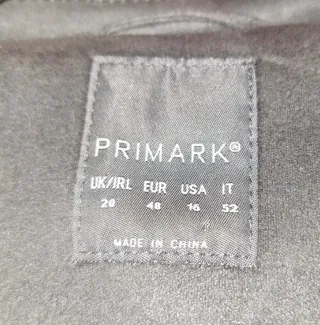 PRIMARK®
UK/IRL EUR USA IT
20 48 16 52
MADE IN CHINA